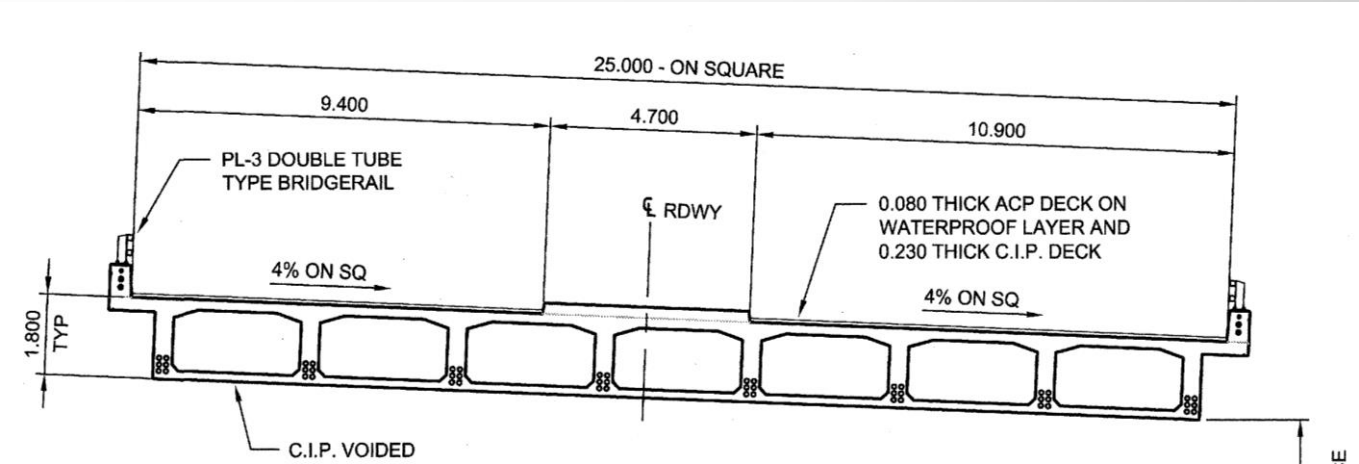 25.000 - ON SQUARE
9.400
4.700
10.900
PL-3 DOUBLE TUBE
TYPE BRIDGERAIL
℄ RDWY
0.080 THICK ACP DECK ON
WATERPROOF LAYER AND
0.230 THICK C.I.P. DECK
4% ON SQ
4% ON SQ
1.800
TYP
C.I.P. VOIDED